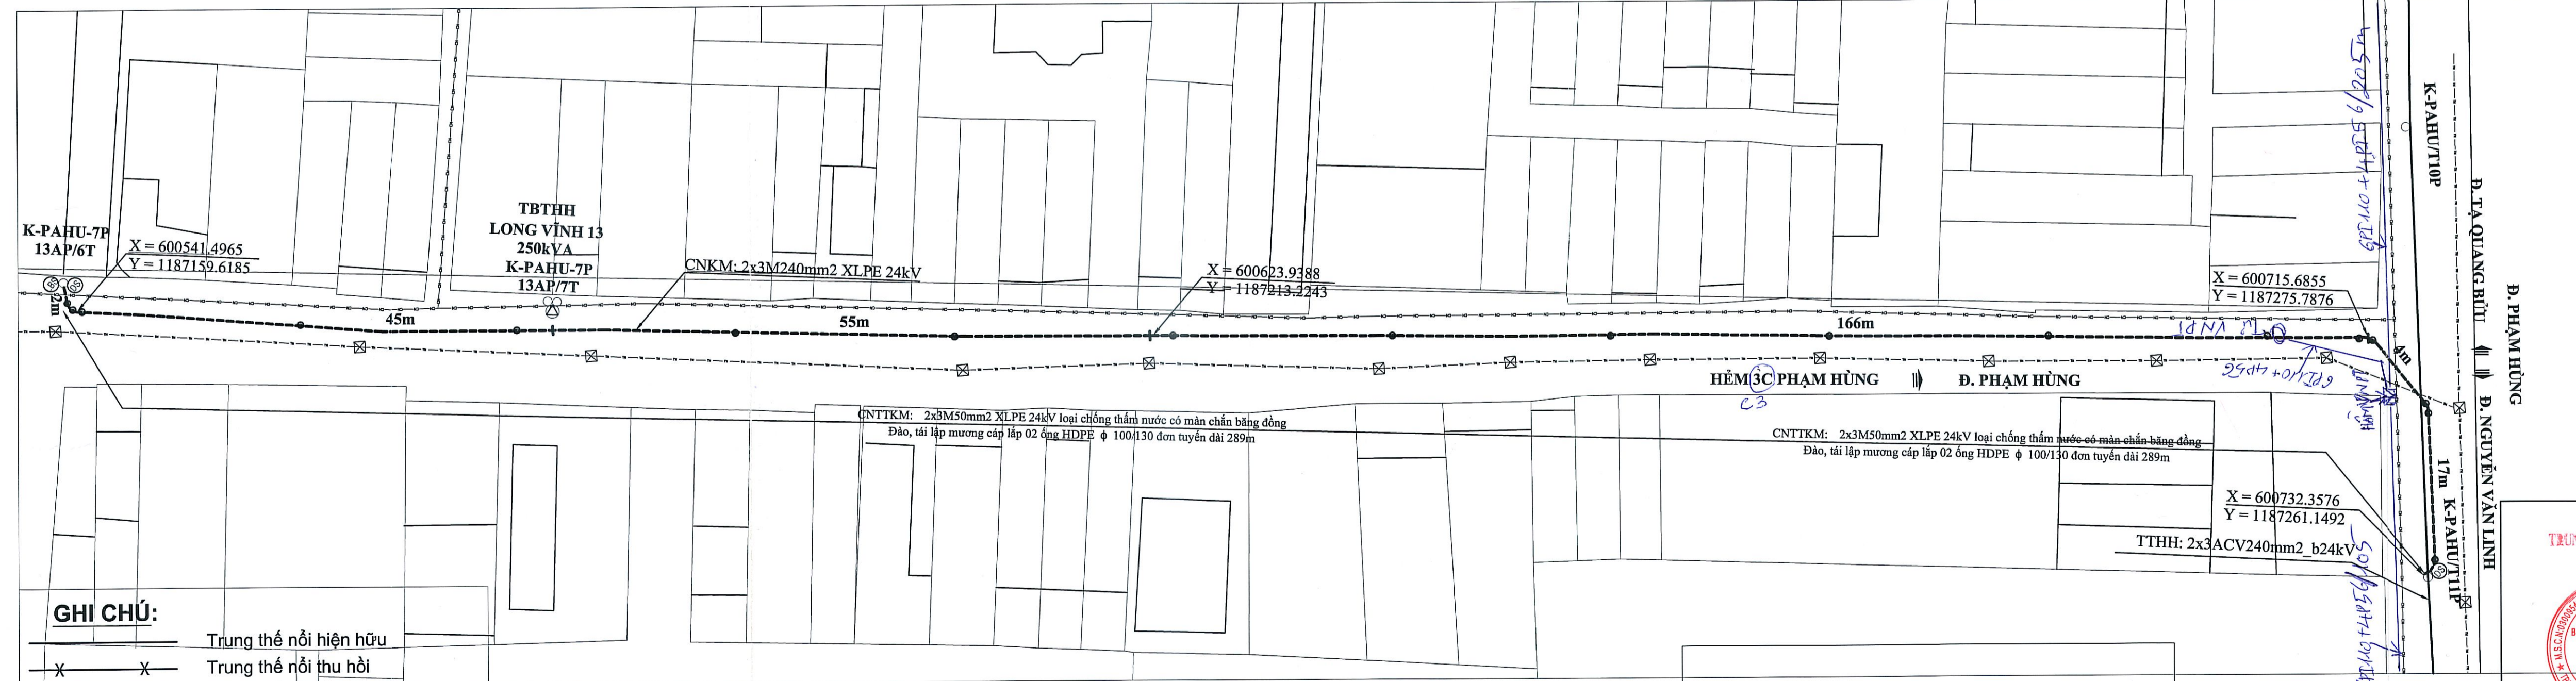 K-PAHU-7P
13AP/6T
X = 600541.4965
Y = 1187159.6185
2m
DS
45m
TBTHH
LONG VĨNH 13
250kVA
K-PAHU-7P
13AP/7T
CNKM: 2x3M240mm2 XLPE 24kV
55m
X = 600623.9388
Y = 1187213.2243
166m
X = 600715.6855
Y = 1187275.7876
4m
TỦ VNPT
HẺM 3C PHẠM HÙNG
Đ. PHẠM HÙNG
C3
CNTTKM: 2x3M50mm2 XLPE 24kV loại chống thấm nước có màn chắn băng đồng
Đào, tái lập mương cáp lắp 02 ống HDPE ϕ 100/130 đơn tuyến dài 289m
CNTTKM: 2x3M50mm2 XLPE 24kV loại chống thấm nước có màn chắn băng đồng
Đào, tái lập mương cáp lắp 02 ống HDPE ϕ 100/130 đơn tuyến dài 289m
X = 600732.3576
Y = 1187261.1492
TTHH: 2x3ACV240mm2_b24kV
DS
17m
K-PAHU/T10P
K-PAHU/T11P
Đ. TẠ QUANG BỬU
Đ. NGUYỄN VĂN LINH
Đ. PHẠM HÙNG
GHI CHÚ:
Trung thế nổi hiện hữu
X X Trung thế nổi thu hồi